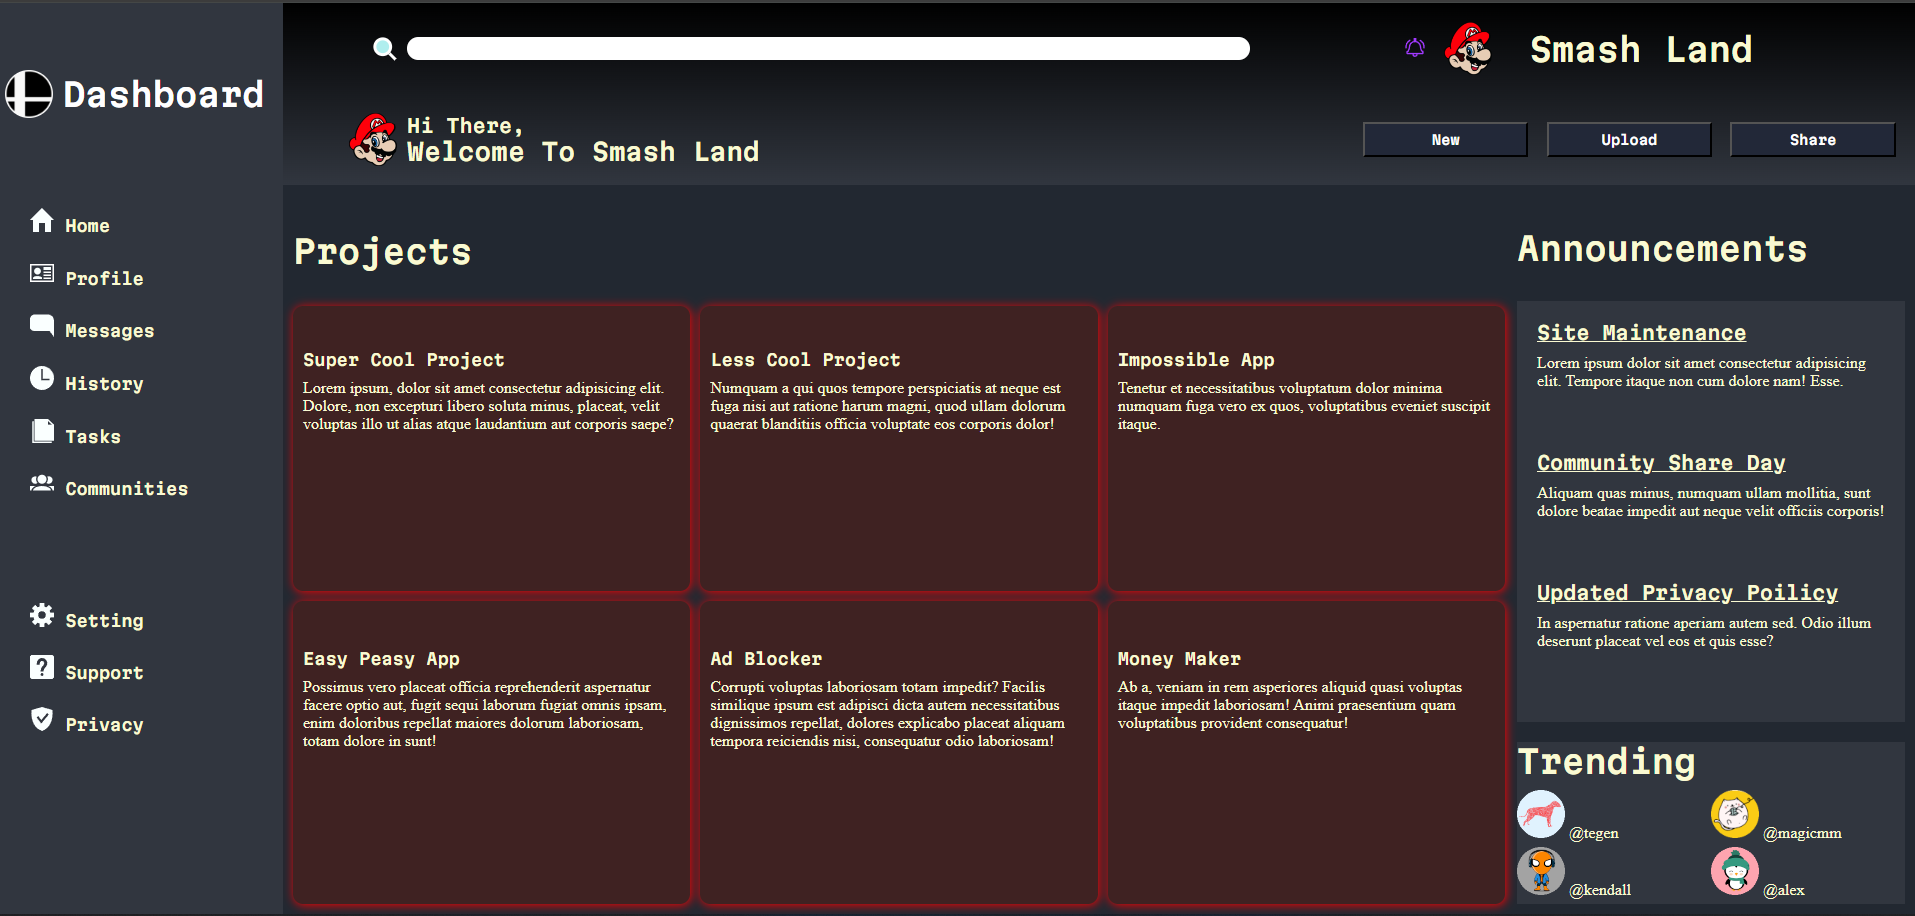 Dashboard
Home
Profile
Messages
History
Tasks
Communities
Setting
Support
Privacy
Smash Land
Hi There,
Welcome To Smash Land
New
Upload
Share
Projects
Super Cool Project
Lorem ipsum, dolor sit amet consectetur adipisicing elit.
Dolore, non excepturi libero soluta minus, placeat, velit
voluptas illo ut alias atque laudantium aut corporis saepe?
Less Cool Project
Numquam a qui quos tempore perspiciatis at neque est
fuga nisi aut ratione harum magni, quod ullam dolorum
quaerat blanditiis officia voluptate eos corporis dolor!
Impossible App
Tenetur et necessitatibus voluptatum dolor minima
numquam fuga vero ex quos, voluptatibus eveniet suscipit
itaque.
Easy Peasy App
Possimus vero placeat officia reprehenderit aspernatur
facere optio aut, fugit sequi laborum fugiat omnis ipsam,
enim doloribus repellat maiores dolorum laboriosam,
totam dolore in sunt!
Ad Blocker
Corrupti voluptas laboriosam totam impedit? Facilis
similique ipsum est adipisci dicta autem necessitatibus
dignissimos repellat, dolores explicabo placeat aliquam
tempora reiciendis nisi, consequatur odio laboriosam!
Money Maker
Ab a, veniam in rem asperiores aliquid quasi voluptas
itaque impedit laboriosam! Animi praesentium quam
voluptatibus provident consequatur!
Announcements
Site Maintenance
Lorem ipsum dolor sit amet consectetur adipisicing
elit. Tempore itaque non cum dolore nam! Esse.
Community Share Day
Aliquam quas minus, numquam ullam mollitia, sunt
dolore beatae impedit aut neque velit officiis corporis!
Updated Privacy Poilicy
In aspernatur ratione aperiam autem sed. Odio illum
deserunt placeat vel eos et quis esse?
Trending
@tegen
@magicmm
@kendall
@alex